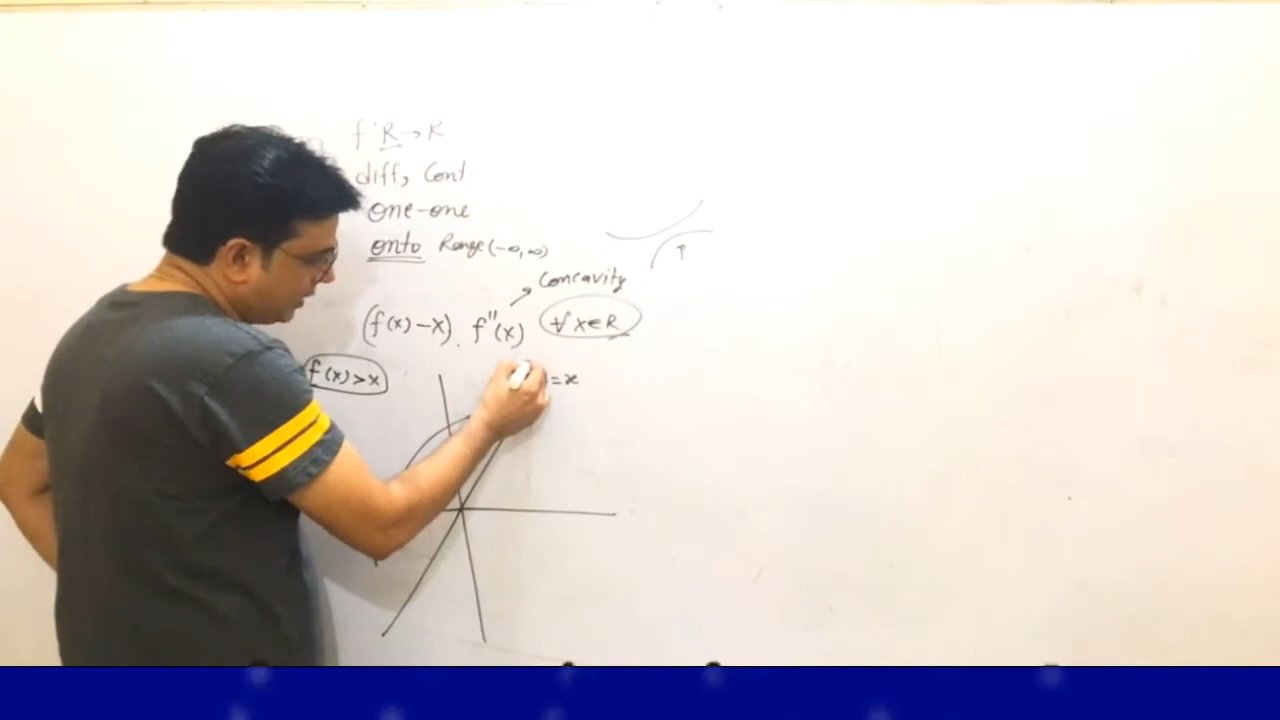 f R→R
diff, Cont
one-one
onto Range (-∞,∞)
Concavity
(f(x)-x). f"(x) ∀ x∈R
f(x)>x
=x